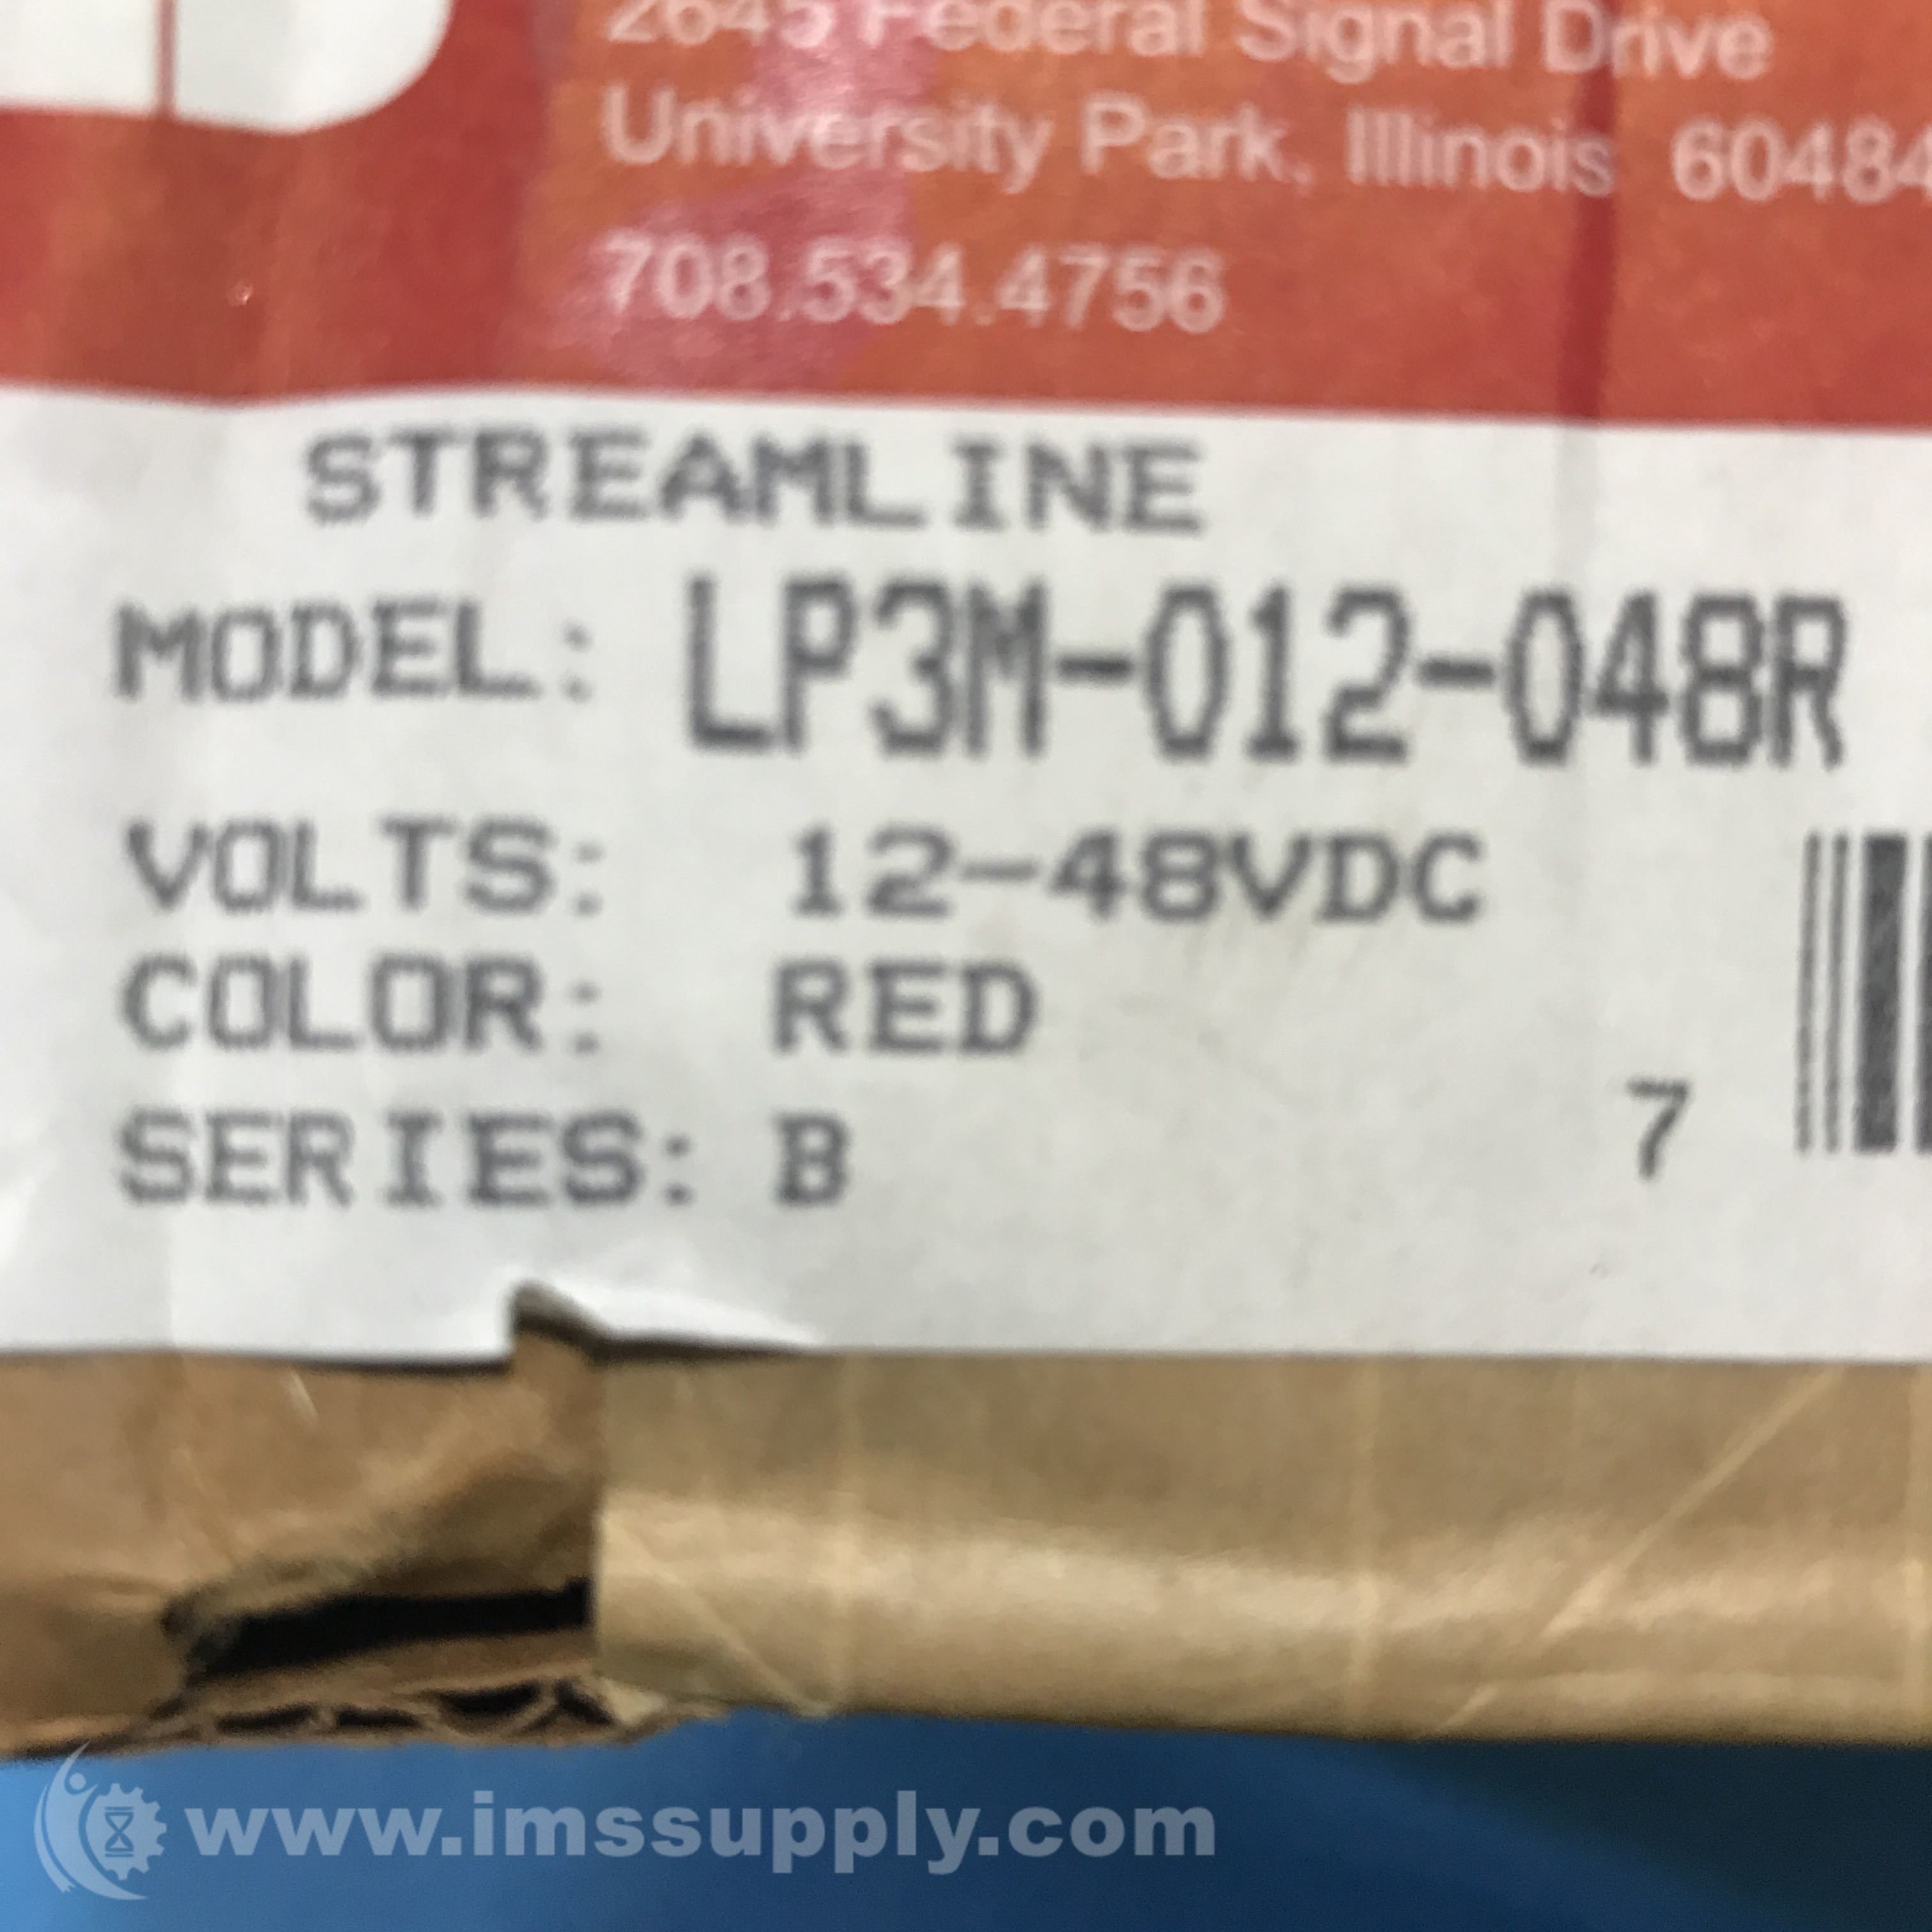 2645 Federal Signal Drive
University Park, Illinois 60484
708.534.4756
STREAMLINE
MODEL: LP3M-012-048R
VOLTS: 12-48VDC
COLOR: RED
SERIES: B
7
www.imssupply.com